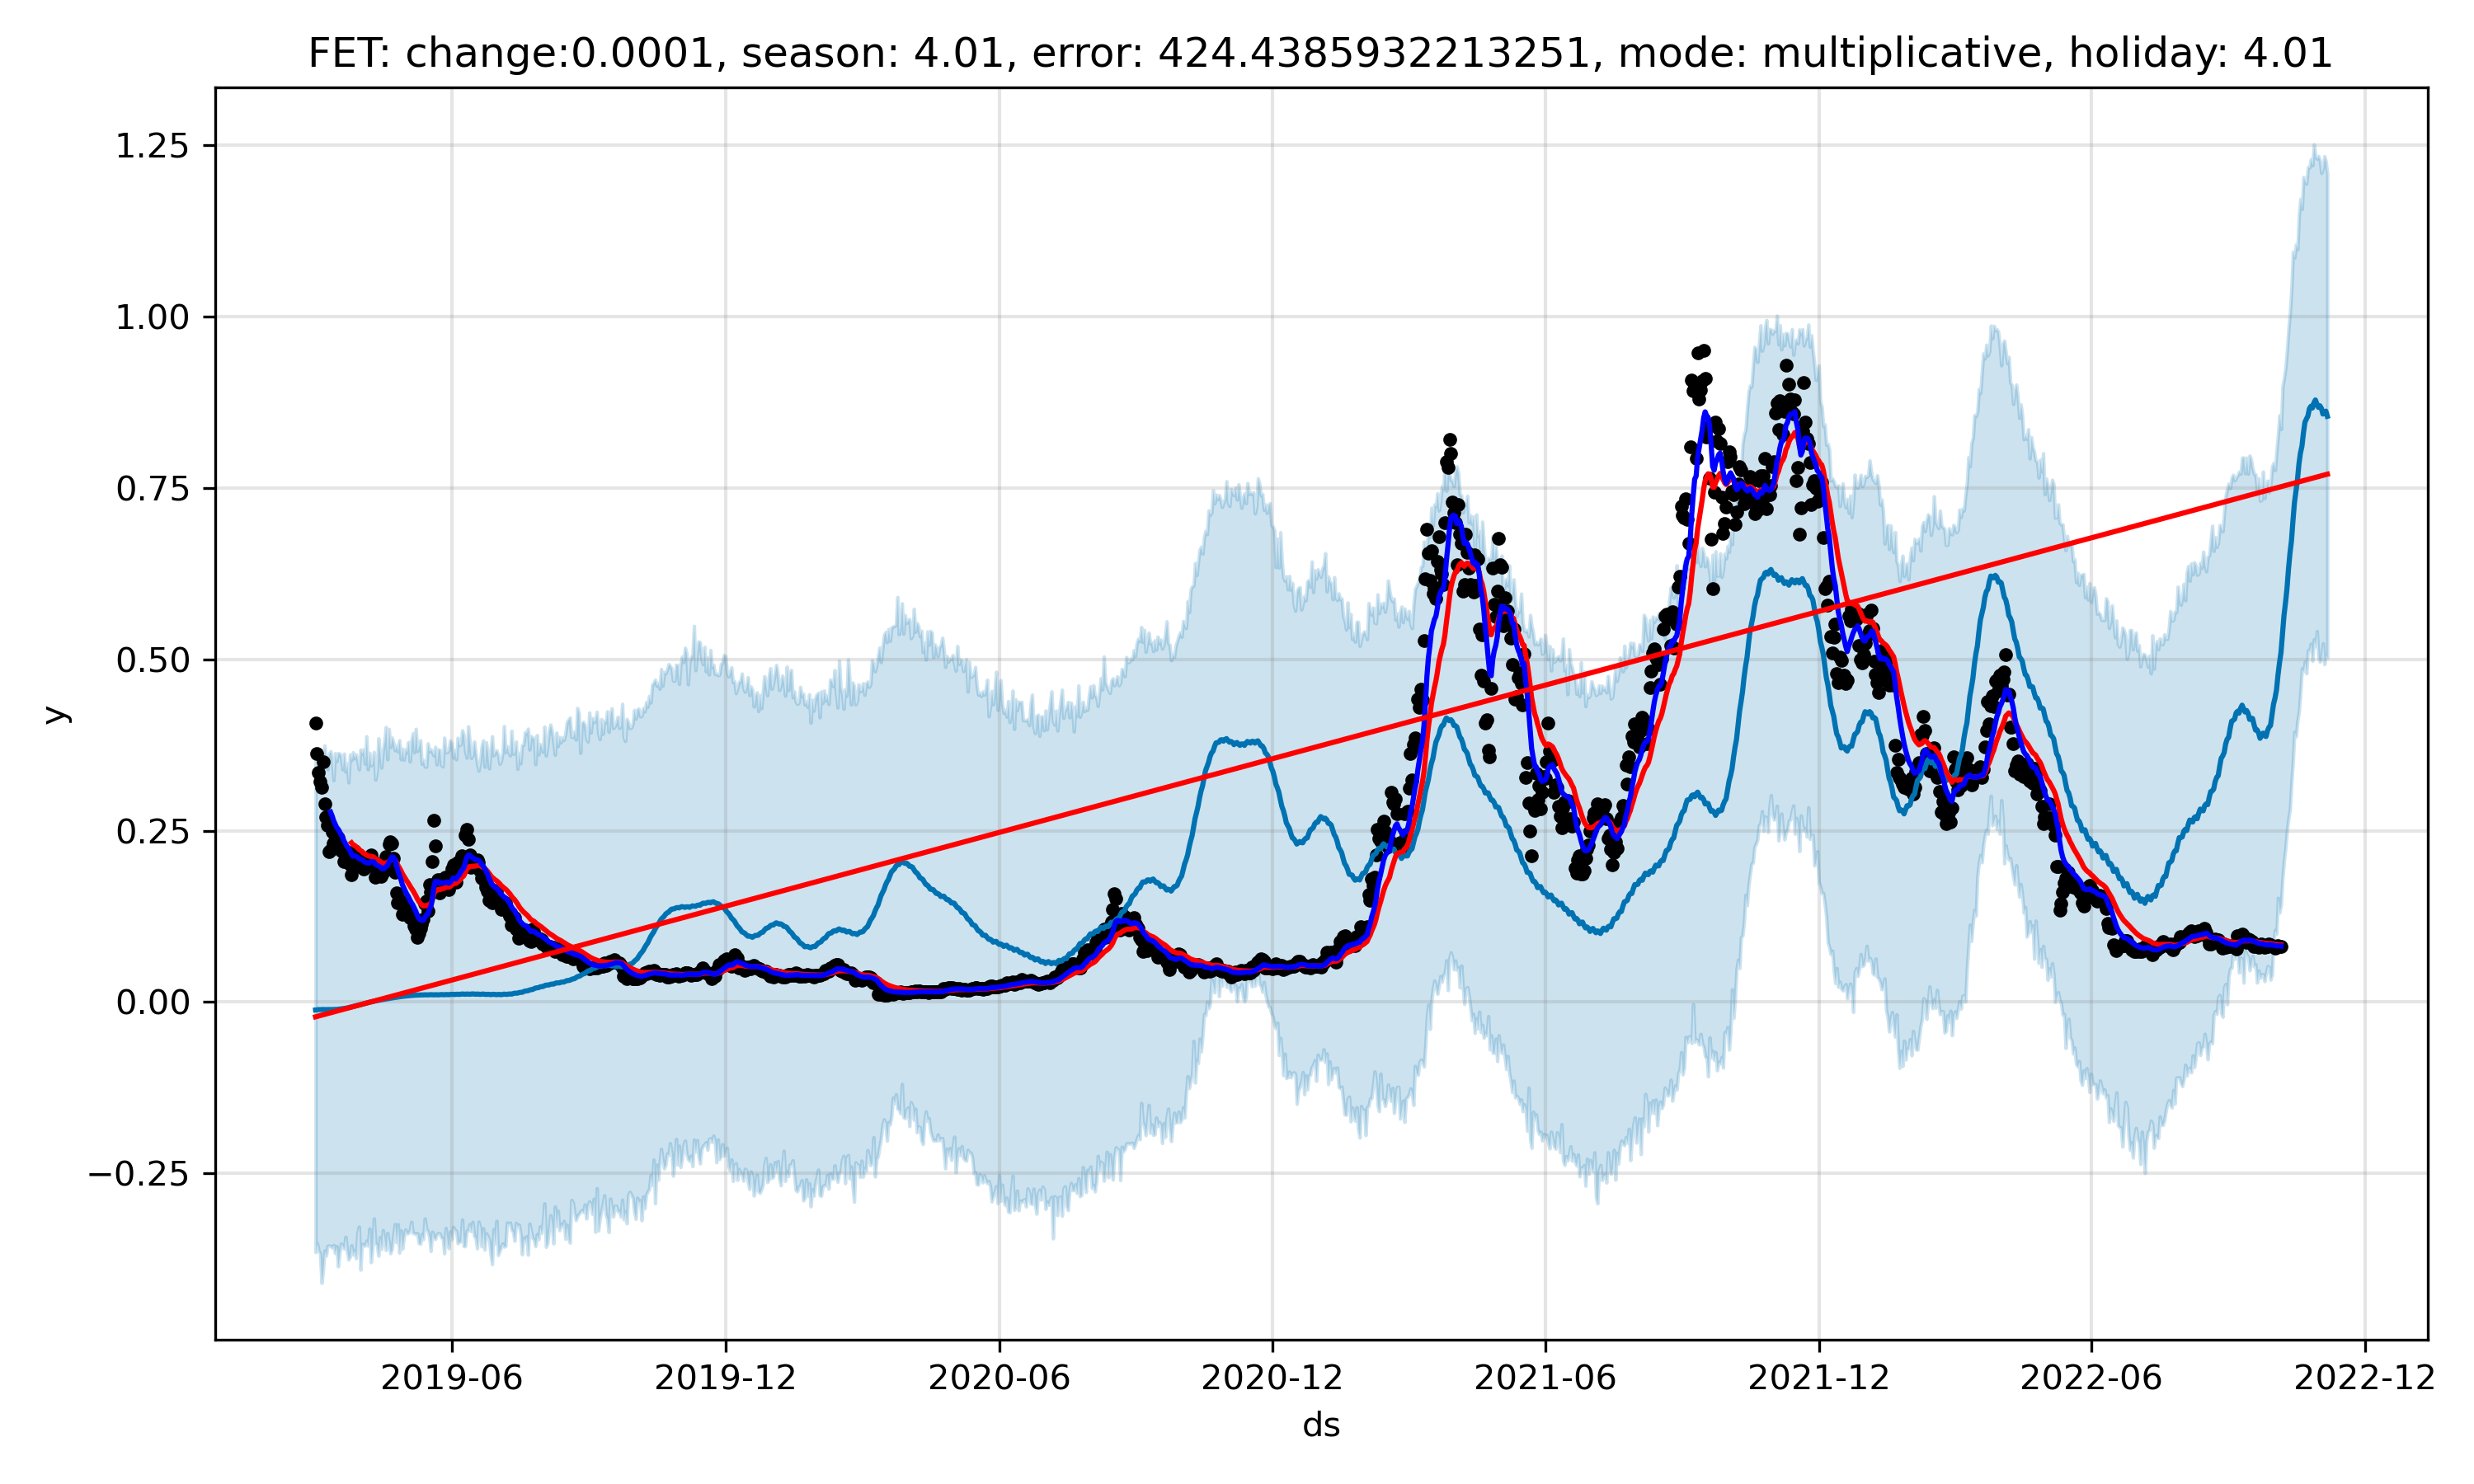 FET: change:0.0001, season: 4.01, error: 424.4385932213251, mode: multiplicative, holiday: 4.01
1.25
1.00
0.75
0.50
0.25
0.00
−0.25
y
2019-06 2019-12 2020-06 2020-12 2021-06 2021-12 2022-06 2022-12
ds